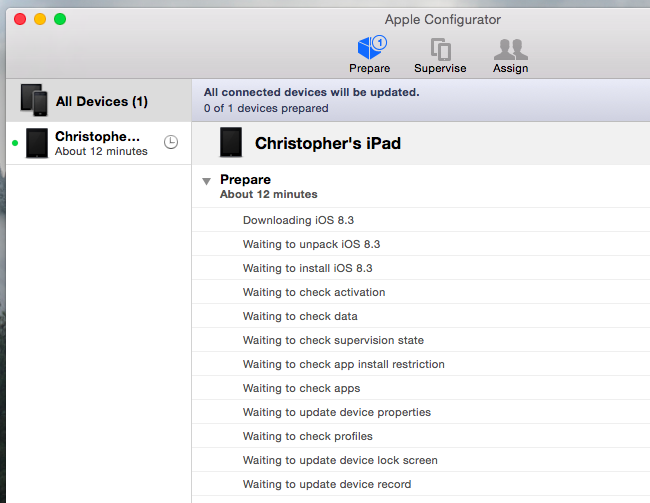 Apple Configurator
1
Prepare
Supervise
Assign
All Devices (1)
Christophe...
About 12 minutes
All connected devices will be updated.
0 of 1 devices prepared
Christopher's iPad
Prepare
About 12 minutes
Downloading iOS 8.3
Waiting to unpack iOS 8.3
Waiting to install iOS 8.3
Waiting to check activation
Waiting to check data
Waiting to check supervision state
Waiting to check app install restriction
Waiting to check apps
Waiting to update device properties
Waiting to check profiles
Waiting to update device lock screen
Waiting to update device record